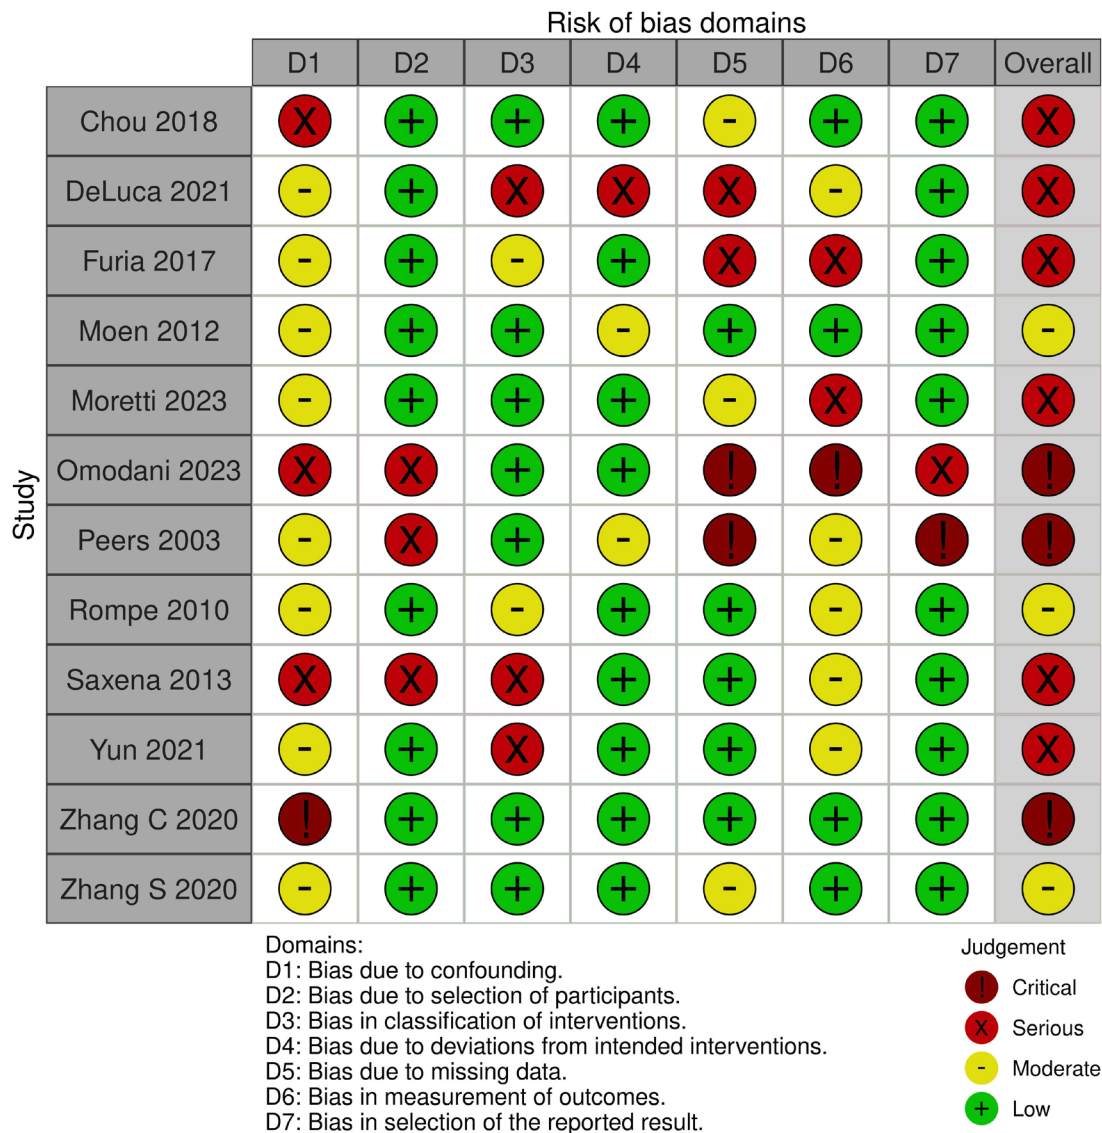 Risk of bias domains
D1 D2 D3 D4 D5 D6 D7 Overall
Study
Chou 2018 X + + + - + + X
DeLuca 2021 - + X X X - + X
Furia 2017 - + - + X X + X
Moen 2012 - + + - + + + -
Moretti 2023 - + + + - X + X
Omodani 2023 X X + + ! ! X !
Peers 2003 - X + - ! - ! !
Rompe 2010 - + - + + - + -
Saxena 2013 X X X + + - + X
Yun 2021 - + X + + - + X
Zhang C 2020 ! + + + + + + !
Zhang S 2020 - + + + - + + -
Domains:
D1: Bias due to confounding.
D2: Bias due to selection of participants.
D3: Bias in classification of interventions.
D4: Bias due to deviations from intended interventions.
D5: Bias due to missing data.
D6: Bias in measurement of outcomes.
D7: Bias in selection of the reported result.
Judgement
! Critical
X Serious
- Moderate
+ Low